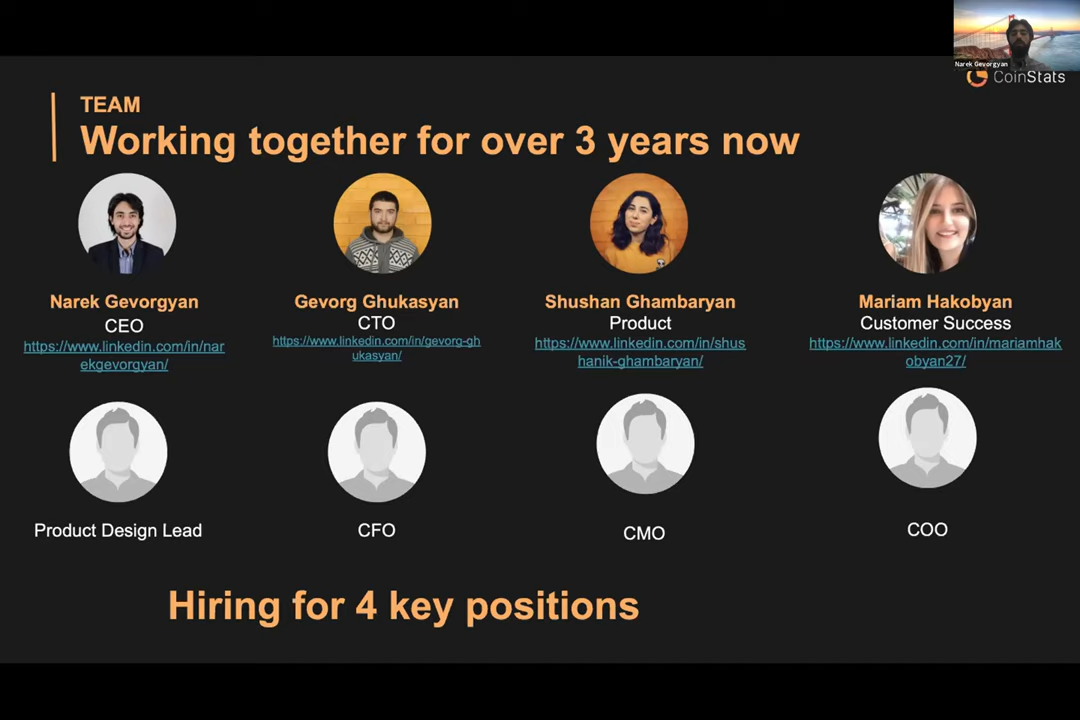 Narek Gevorgyan
CoinStats
TEAM
Working together for over 3 years now
Narek Gevorgyan
CEO
https://www.linkedin.com/in/nar
ekgevorgyan/
Gevorg Ghukasyan
CTO
https://www.linkedin.com/in/gevorg-gh
ukasyan/
Shushan Ghambaryan
Product
https://www.linkedin.com/in/shus
hanik-ghambaryan/
Mariam Hakobyan
Customer Success
https://www.linkedin.com/in/mariamhak
obyan27/
Product Design Lead
CFO
CMO
COO
Hiring for 4 key positions